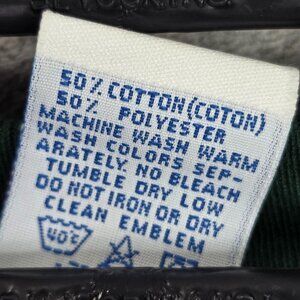 50% COTTON (COTON)
50% POLYESTER
MACHINE WASH WARM
WASH COLORS SEP-
ARATELY. NO BLEACH
TUMBLE DRY LOW
DO NOT IRON OR DRY
CLEAN EMBLEM
40°C